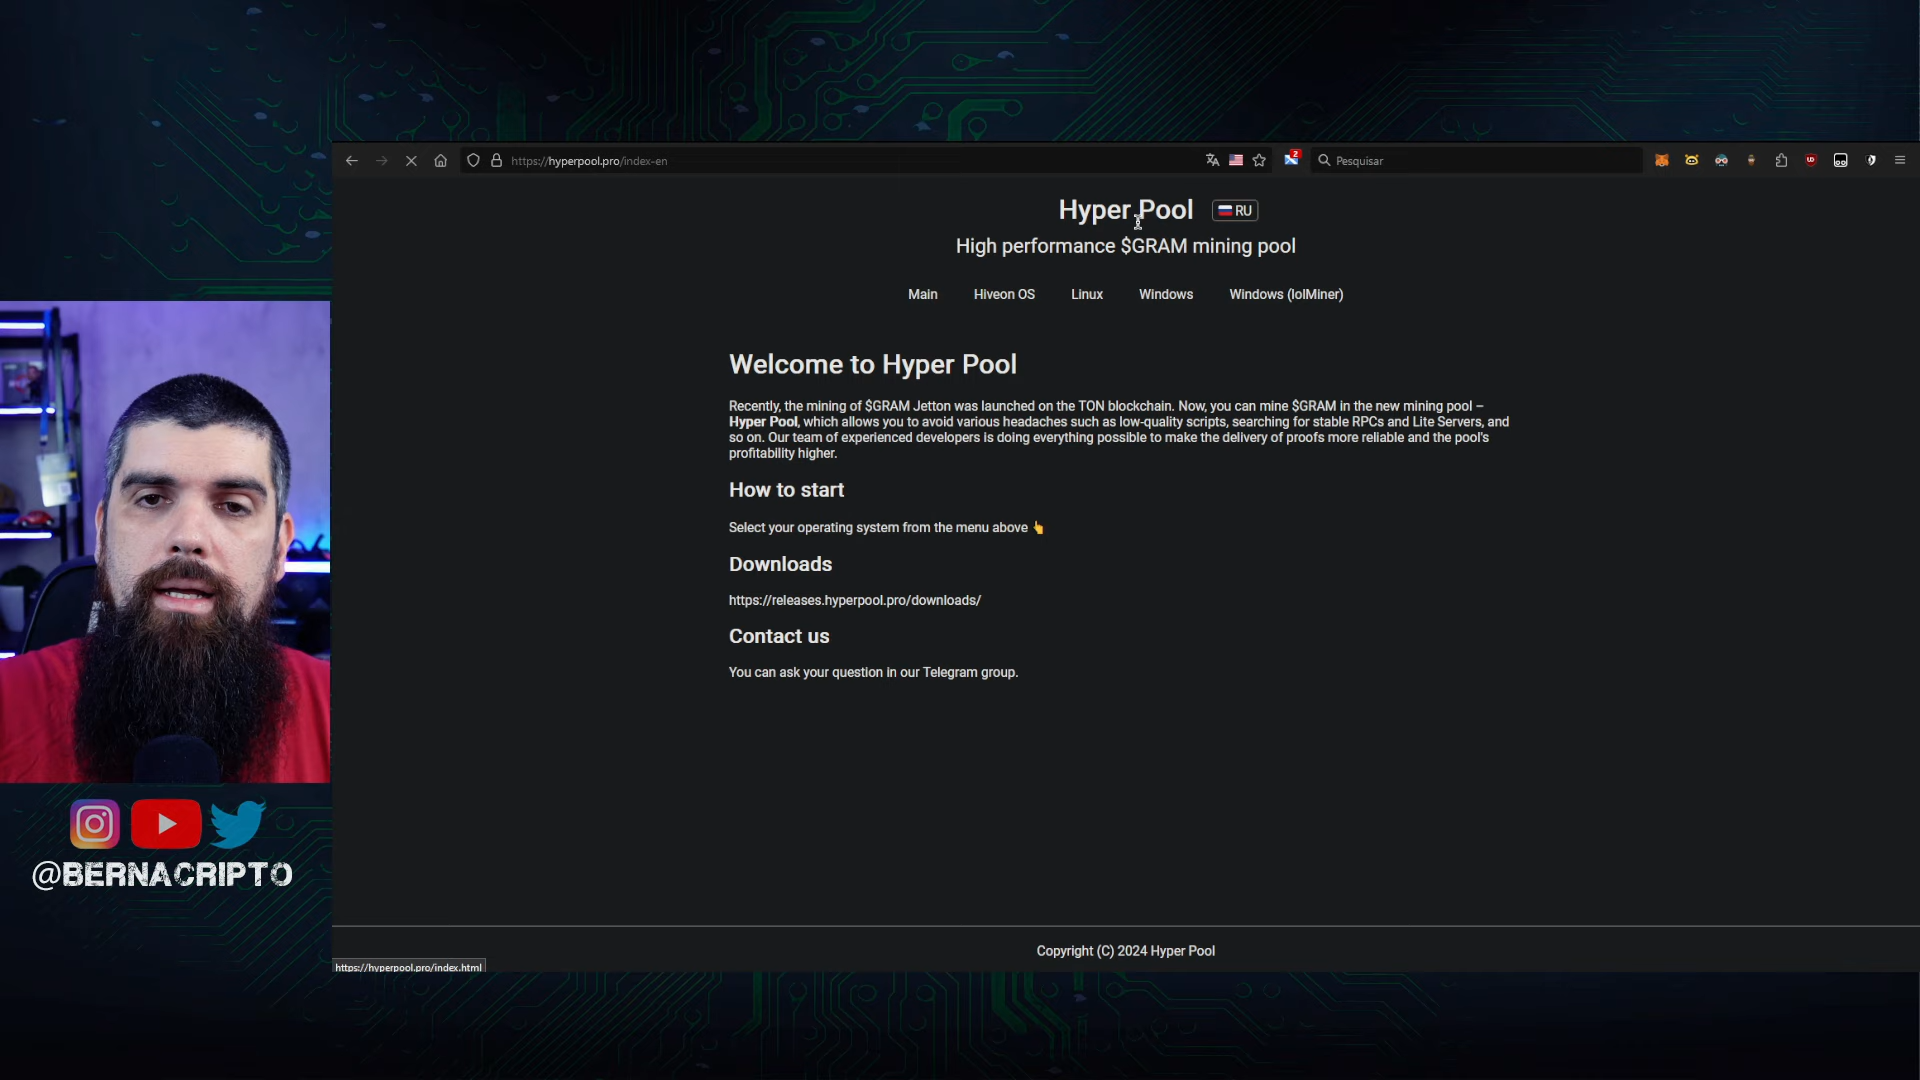 https://hyperpool.pro/index-en
2
Pesquisar
Hyper Pool
RU
High performance $GRAM mining pool
Main
Hiveon OS
Linux
Windows
Windows (lolMiner)
Welcome to Hyper Pool
Recently, the mining of $GRAM Jetton was launched on the TON blockchain. Now, you can mine $GRAM in the new mining pool –
Hyper Pool, which allows you to avoid various headaches such as low-quality scripts, searching for stable RPCs and Lite Servers, and
so on. Our team of experienced developers is doing everything possible to make the delivery of proofs more reliable and the pool's
profitability higher.
How to start
Select your operating system from the menu above 👆
Downloads
https://releases.hyperpool.pro/downloads/
Contact us
You can ask your question in our Telegram group.
@BERNACRIPTO
Copyright (C) 2024 Hyper Pool
https://hyperpool.pro/index.html